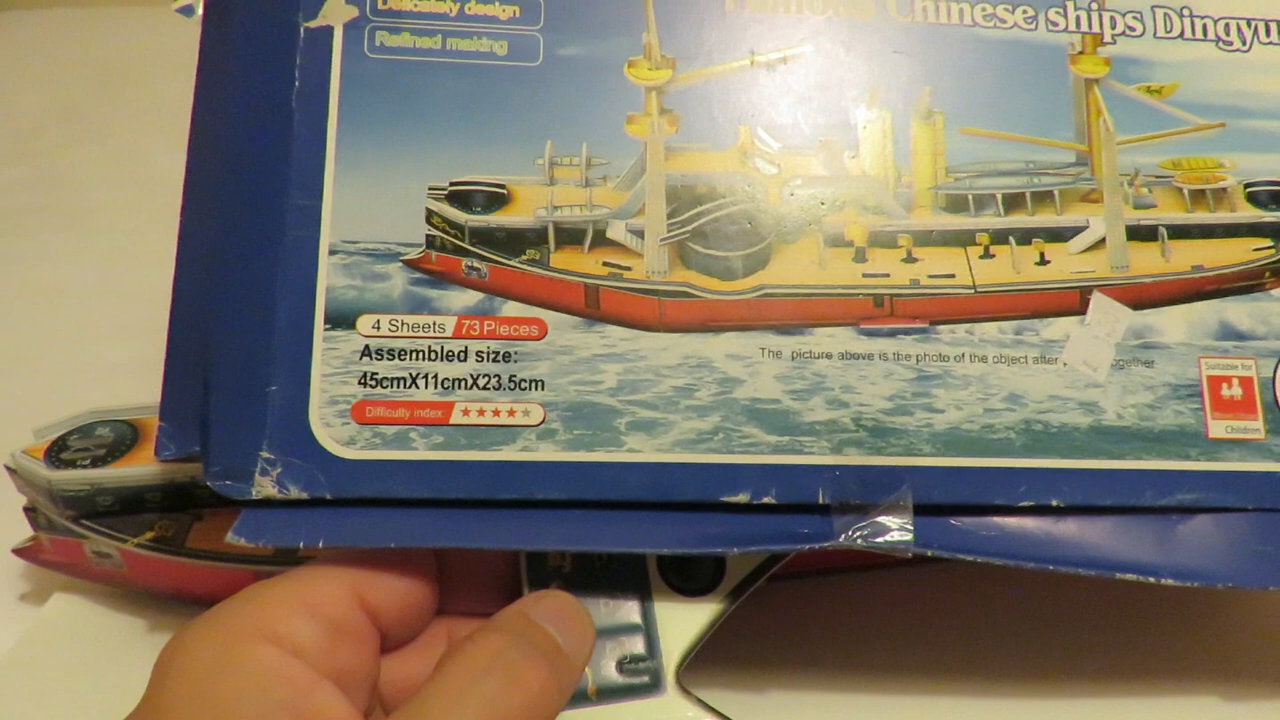 Delicately design
Refined making
Chinese ships Dingyu
4 Sheets 73 Pieces
Assembled size:
45cmX11cmX23.5cm
Difficulty index:
The picture above is the photo of the object after
Suitable for
Children